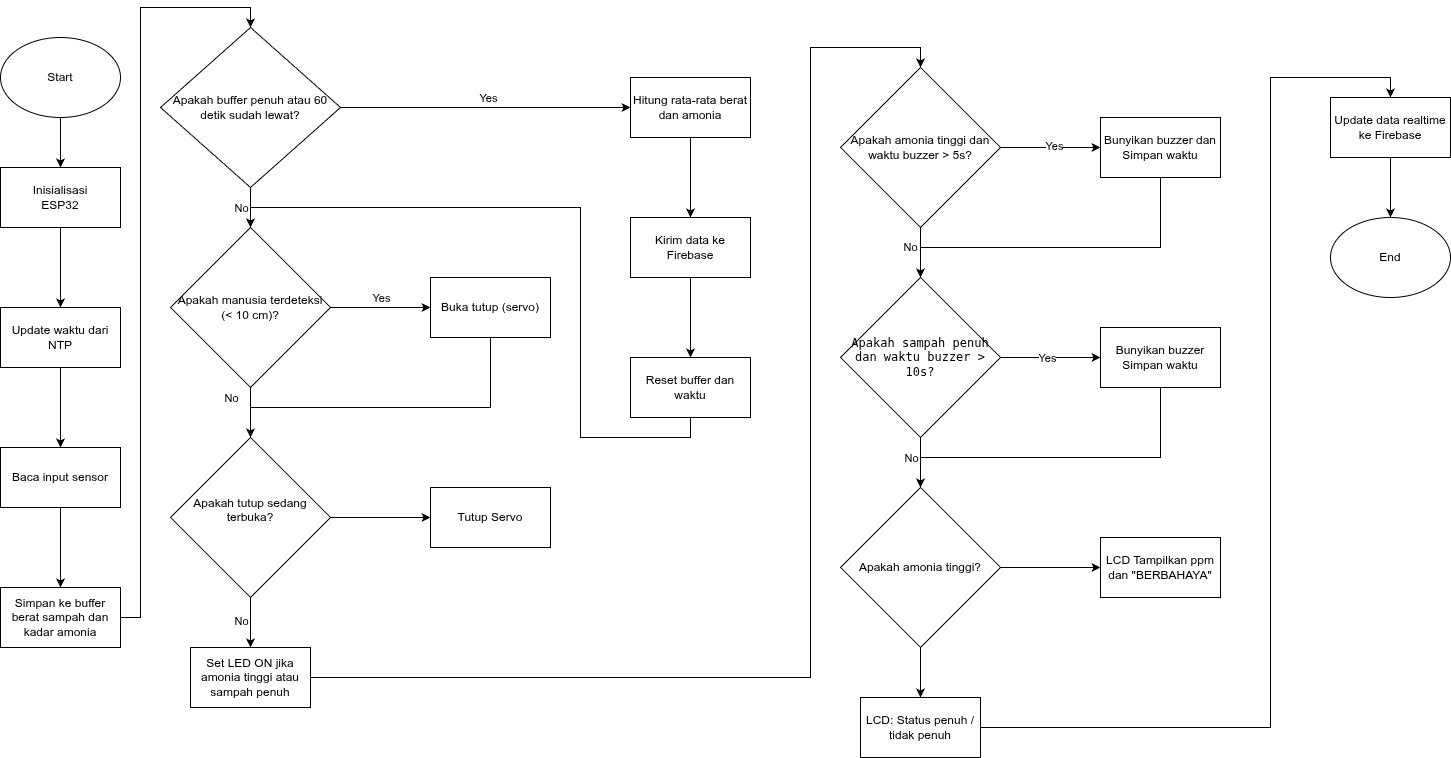 Start
Inisialisasi
ESP32
Update waktu dari
NTP
Baca input sensor
Simpan ke buffer
berat sampah dan
kadar amonia
Apakah buffer penuh atau 60
detik sudah lewat?
Yes
No
Hitung rata-rata berat
dan amonia
Kirim data ke
Firebase
Reset buffer dan
waktu
Apakah manusia terdeteksi
(< 10 cm)?
Yes
No
Buka tutup (servo)
Apakah tutup sedang
terbuka?
Tutup Servo
No
Set LED ON jika
amonia tinggi atau
sampah penuh
Apakah amonia tinggi dan
waktu buzzer > 5s?
Yes
No
Bunyikan buzzer dan
Simpan waktu
Apakah sampah penuh
dan waktu buzzer >
10s?
Yes
No
Bunyikan buzzer
Simpan waktu
Apakah amonia tinggi?
LCD Tampilkan ppm
dan "BERBAHAYA"
LCD: Status penuh /
tidak penuh
Update data realtime
ke Firebase
End